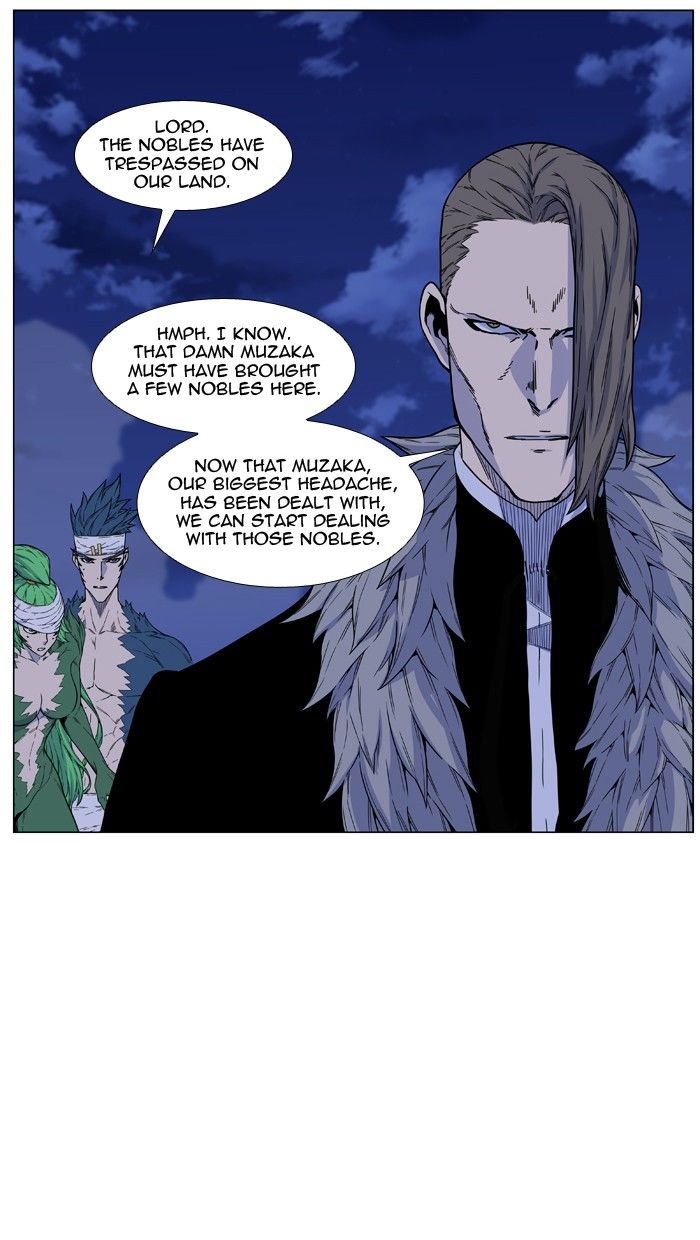 LORD.
THE NOBLES HAVE
TRESPASSED ON
OUR LAND.
HMPH. I KNOW.
THAT DAMN MUZAKA
MUST HAVE BROUGHT
A FEW NOBLES HERE.
NOW THAT MUZAKA,
OUR BIGGEST HEADACHE,
HAS BEEN DEALT WITH,
WE CAN START DEALING
WITH THOSE NOBLES.